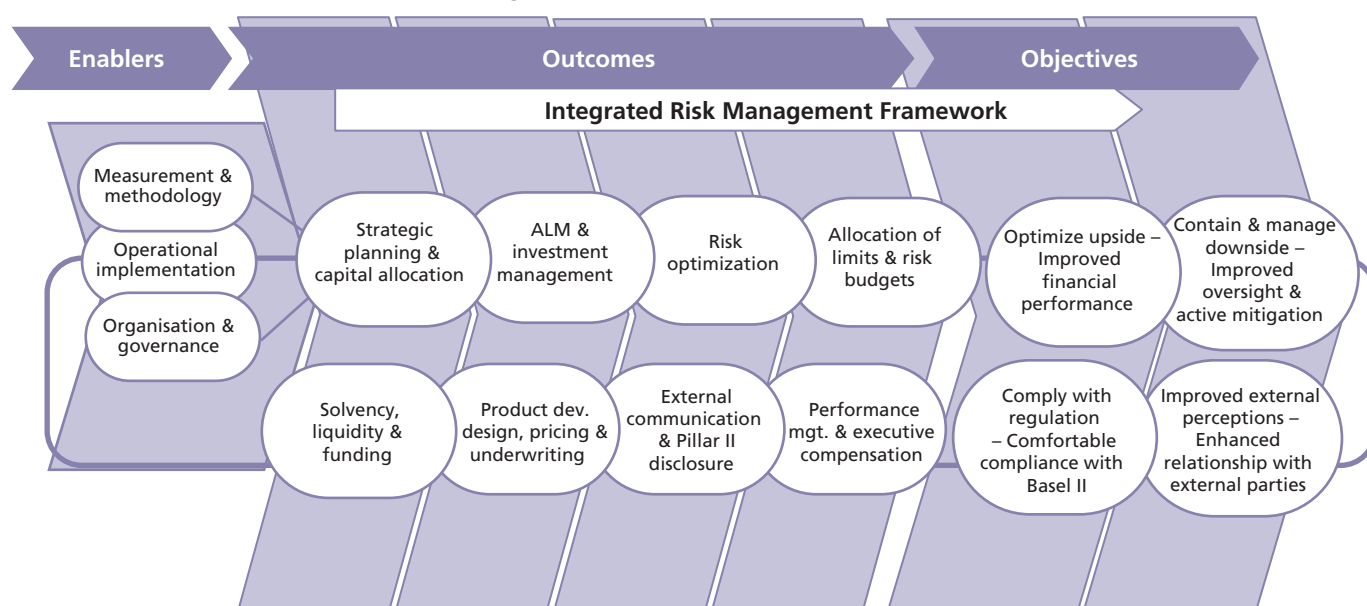 Enablers
Outcomes
Objectives
Integrated Risk Management Framework
Measurement &
methodology
Operational
implementation
Organisation &
governance
Strategic
planning &
capital allocation
ALM &
investment
management
Risk
optimization
Allocation of
limits & risk
budgets
Optimize upside –
Improved
financial
performance
Contain & manage
downside –
Improved
oversight &
active mitigation
Solvency,
liquidity &
funding
Product dev.
design, pricing &
underwriting
External
communication
& Pillar II
disclosure
Performance
mgt. & executive
compensation
Comply with
regulation
– Comfortable
compliance with
Basel II
Improved external
perceptions –
Enhanced
relationship with
external parties